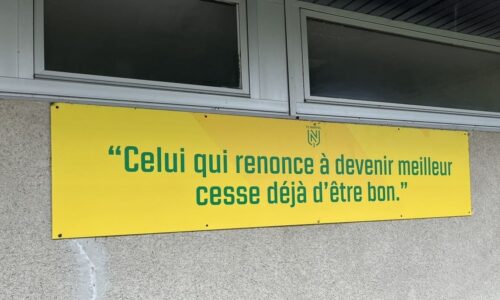 “Celui qui renonce à devenir meilleur
cesse déjà d’être bon.”